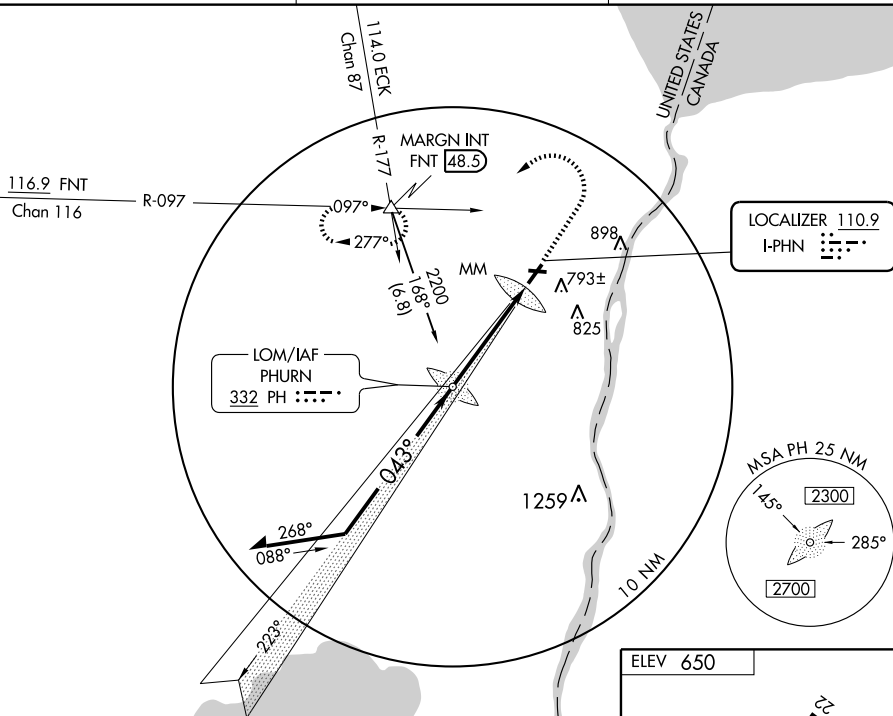 UNITED STATES
CANADA
114.0 ECK
Chan 87
R-177
MARGN INT
FNT 48.5
116.9 FNT
Chan 116
R-097
097°
277°
2200
168°
(6.8)
MM
898
793±
825
LOCALIZER 110.9
I-PHN
LOM/IAF
PHURN
332 PH
043°
268°
088°
223°
1259
10 NM
MSA PH 25 NM
145°
2300
285°
2700
ELEV 650
22